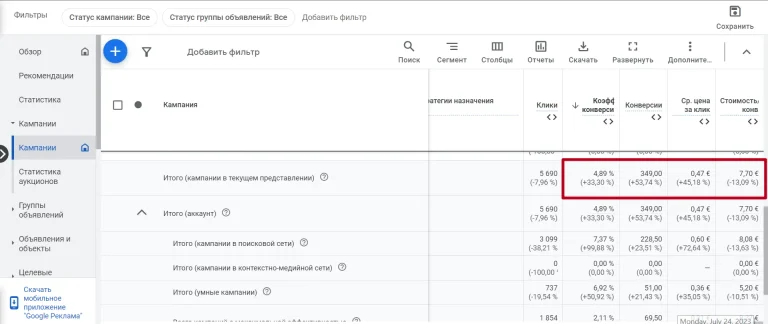 Фильтры
Статус кампании: Все
Статус группы объявлений: Все
Добавить фильтр
Сохранить
Обзор
Рекомендации
Статистика
Кампании
Кампании
Статистика
аукционов
Группы
объявлений
Объявления и
объекты
Целевые
Скачать
мобильное
приложение
"Google Реклама"
Добавить фильтр
Поиск
Сегмент
Столбцы
Отчеты
Скачать
Развернуть
Дополните...
Кампания
атегии назначения
Клики
Коэфф
конверси
Конверсии
Ср. цена
за клик
Стоимость/
конв
Итого (кампании в текущем представлении)
5 690 4,89 % 349,00 0,47 € 7,70 €
(-7,96 %) (+33,30 %) (+53,74 %) (+45,18 %) (-13,09 %)
Итого (аккаунт)
5 690 4,89 % 349,00 0,47 € 7,70 €
(-7,96 %) (+33,30 %) (+53,74 %) (+45,18 %) (-13,09 %)
Итого (кампании в поисковой сети)
3 099 7,37 % 228,50 0,60 € 8,08 €
(-38,21 % (+99,88 %) (+23,51 %) (+72,64 %) (-13,63 %)
Итого (кампании в контекстно-медийной сети)
0 0,00 % 0,00 – 0,00 €
(-100,00 % (0,00 %) (0,00 %) (0,00 %)
Итого (умные кампании)
737 6,92 % 51,00 0,36 € 5,20 €
(-19,54 % (+50,92 %) (+21,43 %) (+35,05 %) (-10,51 %)
1 854 2,11 % 69,50
Monday, July 24, 2023